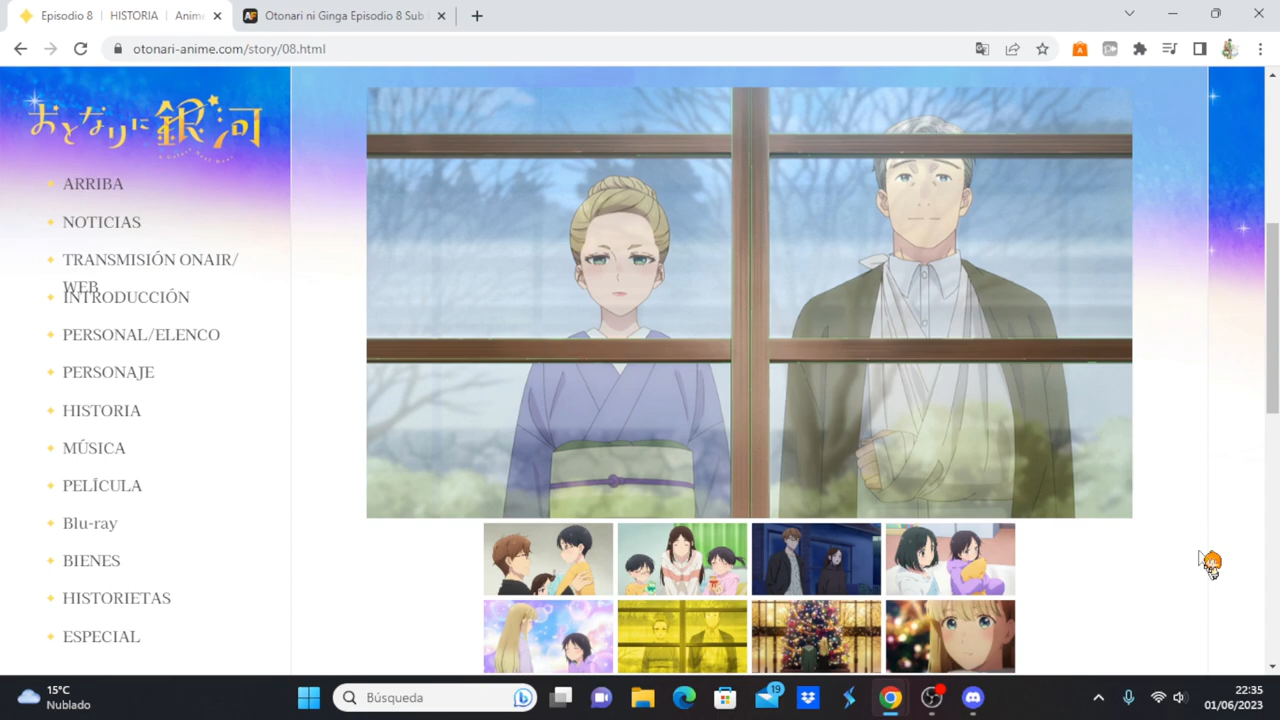 Episodio 8 | HISTORIA | Anime
Otonari ni Ginga Episodio 8 Sub
otonari-anime.com/story/08.html
おとなりに銀河
ARRIBA
NOTICIAS
TRANSMISIÓN ONAIR/
WEB
INTRODUCCIÓN
PERSONAL/ELENCO
PERSONAJE
HISTORIA
MÚSICA
PELÍCULA
Blu-ray
BIENES
HISTORIETAS
ESPECIAL
15°C
Nublado
Búsqueda
19
22:35
01/06/2023